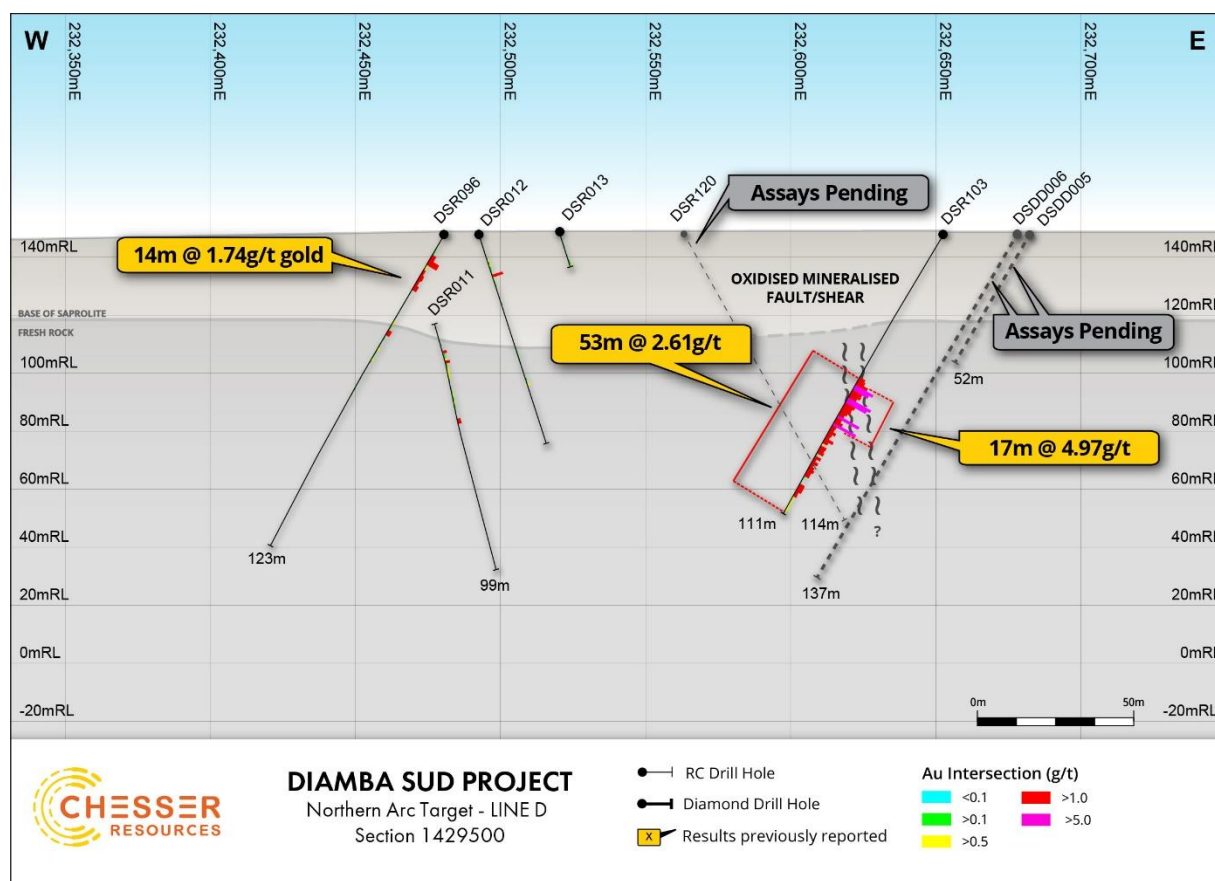 W
E
232,350mE
232,400mE
232,450mE
232,500mE
232,550mE
232,600mE
232,650mE
232,700mE
DSR096
DSR012
DSR013
DSR120
DSR103
DSDD006
DSDD005
Assays Pending
140mRL
140mRL
14m @ 1.74g/t gold
DSR011
OXIDISED MINERALISED
FAULT/SHEAR
120mRL
BASE OF SAPROLITE
FRESH ROCK
53m @ 2.61g/t
Assays Pending
100mRL
100mRL
52m
80mRL
80mRL
17m @ 4.97g/t
60mRL
60mRL
111m
114m
?
40mRL
40mRL
123m
99m
137m
20mRL
20mRL
0mRL
0mRL
0m
50m
-20mRL
-20mRL
CHESSER
RESOURCES
DIAMBA SUD PROJECT
Northern Arc Target - LINE D
Section 1429500
RC Drill Hole
Diamond Drill Hole
X
Results previously reported
Au Intersection (g/t)
<0.1
>0.1
>0.5
>1.0
>5.0